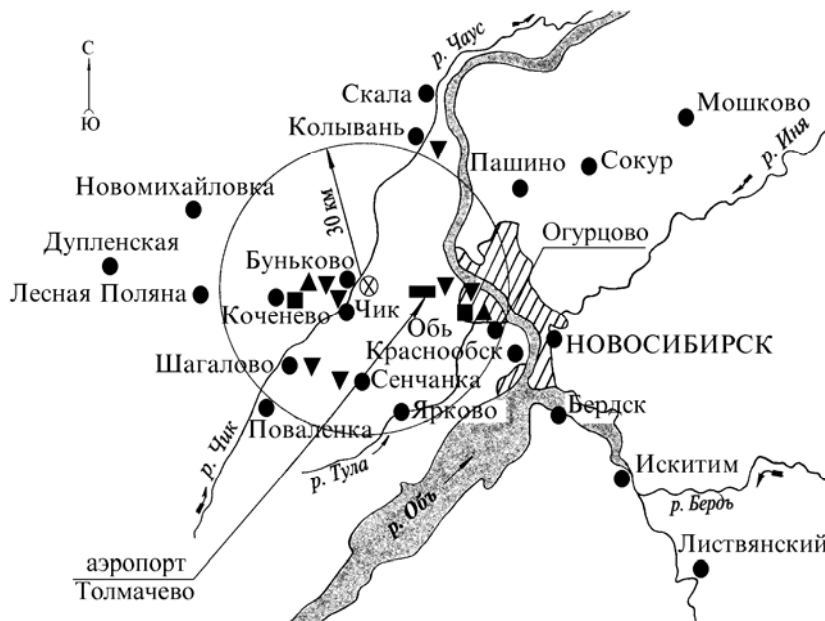 С
Ю
р. Чаус
Скала
Колывань
Мошково
р. Иня
Пашино
Сокур
Новомихайловка
30 км
Огурцово
Дупленская
Буньково
Лесная Поляна
Коченево
Чик
Обь
Краснообск
НОВОСИБИРСК
Шагалово
Сенчанка
Ярково
Бердск
Поваленка
р. Чик
р. Тула
р. Обь
Искитим
р. Бердь
Листвянский
аэропорт
Толмачево